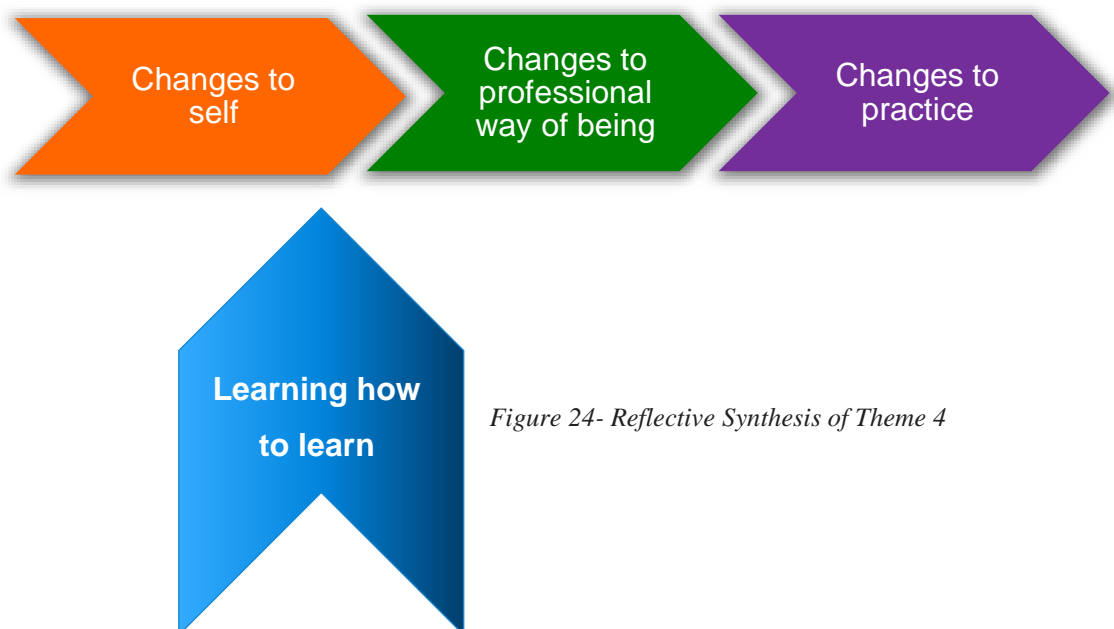 Changes to
self
Changes to
professional
way of being
Changes to
practice
Learning how
to learn
Figure 24- Reflective Synthesis of Theme 4